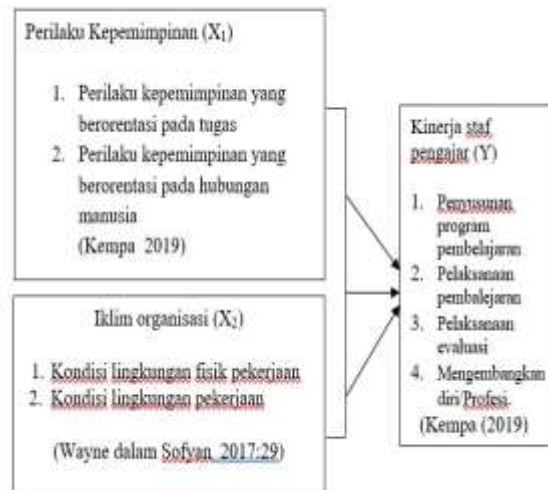 Perilaku Kepemimpinan (X₁)
1. Perilaku kepemimpinan yang
berorentasi pada tugas
2. Perilaku kepemimpinan yang
berorentasi pada hubungan
manusia
(Kempa 2019)
Iklim organisasi (X₂)
1. Kondisi lingkungan fisik pekerjaan
2. Kondisi lingkungan pekerjaan
(Wayne dalam Sofyan 2017:29)
Kinerja staf
pengajar (Y)
1. Penyusunan
program
pembelajaran
2. Pelaksanaan
pembalejaran
3. Pelaksanaan
evaluasi
4. Mengembangkan
diri Profesi.
(Kempa (2019)